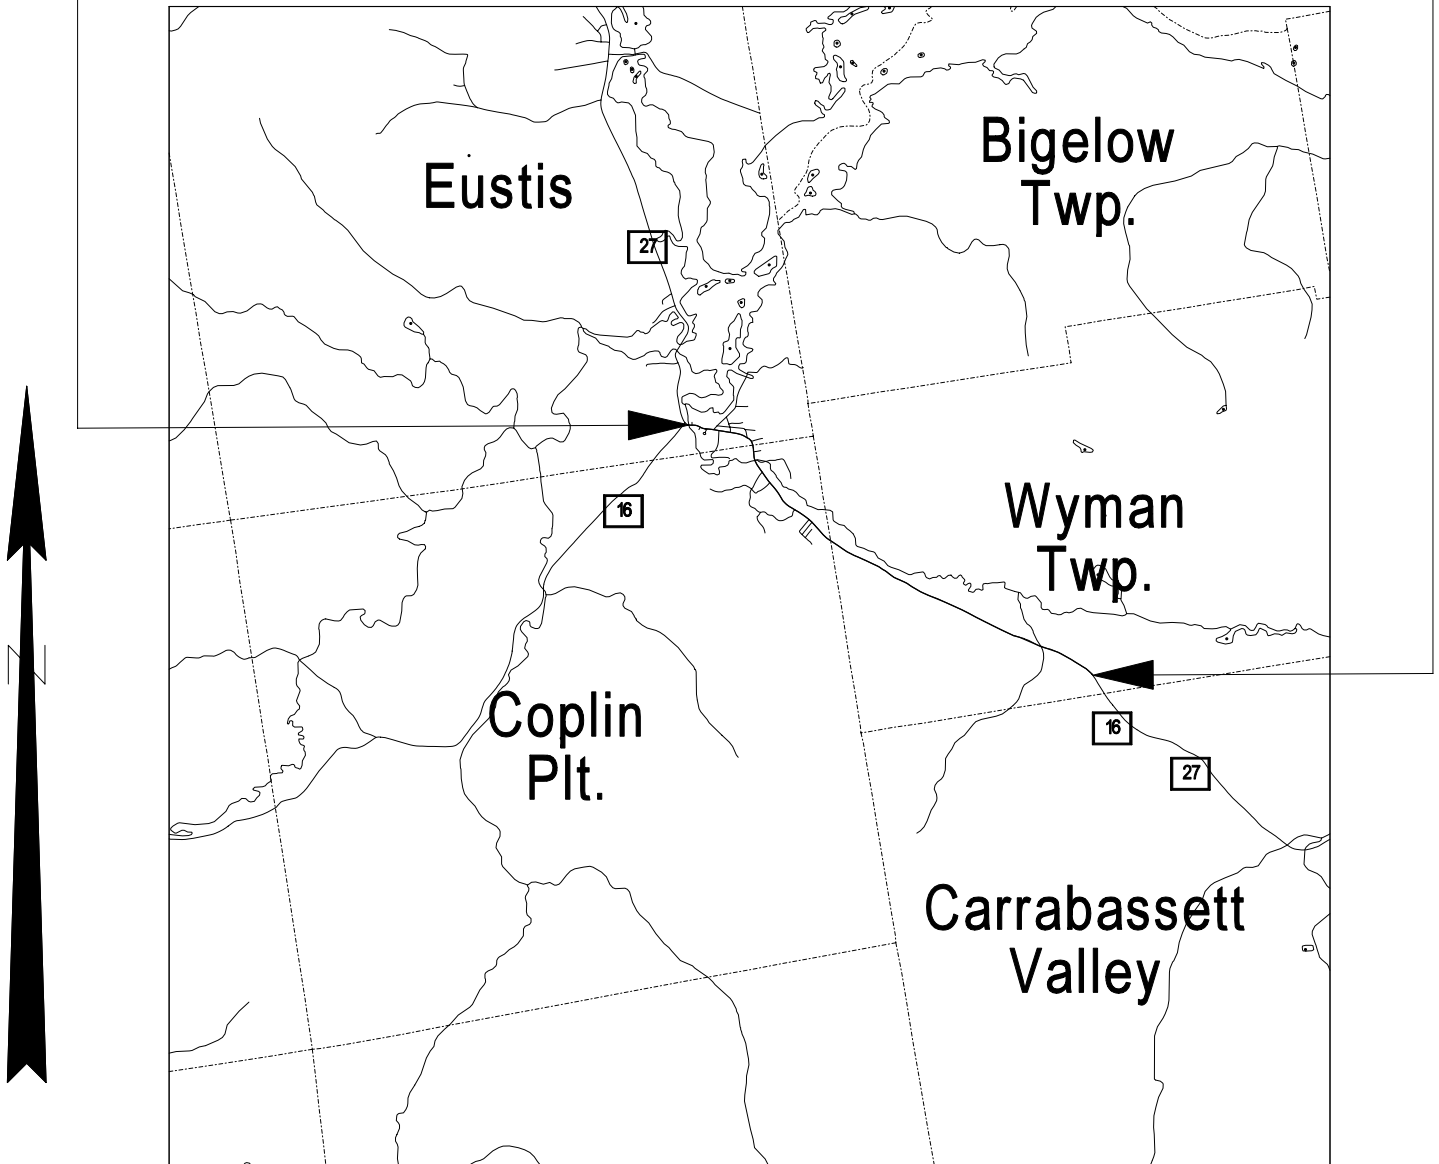 Bigelow
Twp.
Eustis
27
Wyman
Twp.
16
N
Coplin
Plt.
16
27
Carrabassett
Valley